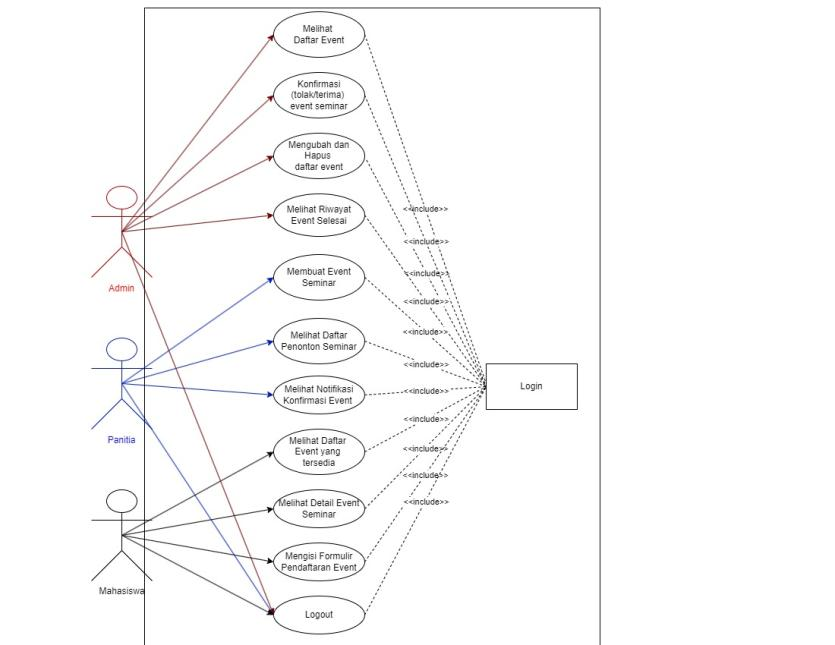 Melihat
Daftar Event
Konfirmasi
(tolak/terima)
event seminar
Mengubah dan
Hapus
daftar event
Melihat Riwayat
Event Selesai
<<include>>
<<include>>
<<include>>
<<include>>
<<include>>
<<include>>
<<include>>
<<include>>
<<include>>
<<include>>
<<include>>
Admin
Membuat Event
Seminar
Melihat Daftar
Penonton Seminar
Login
Melihat Notifikasi
Konfirmasi Event
Panitia
Melihat Daftar
Event yang
tersedia
Melihat Detail Event
Seminar
Mengisi Formulir
Pendaftaran Event
Mahasiswa
Logout